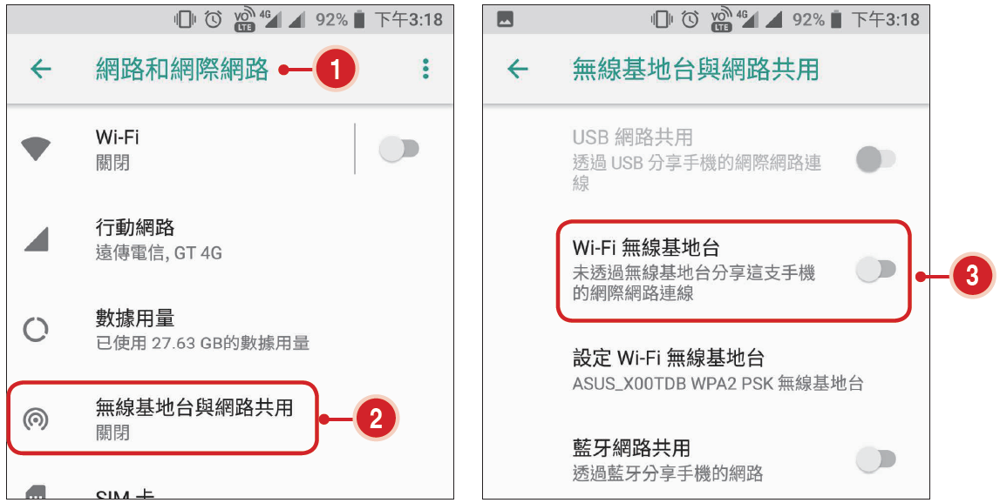 VO LTE 4G 92% 下午3:18
網路和網際網路
1
Wi-Fi
關閉
行動網路
遠傳電信, GT 4G
數據用量
已使用 27.63 GB的數據用量
無線基地台與網路共用
關閉
2
SIM 卡
VO LTE 4G 92% 下午3:18
無線基地台與網路共用
USB 網路共用
透過 USB 分享手機的網際網路連
線
Wi-Fi 無線基地台
未透過無線基地台分享這支手機
的網際網路連線
3
設定 Wi-Fi 無線基地台
ASUS_X00TDB WPA2 PSK 無線基地台
藍牙網路共用
透過藍牙分享手機的網路